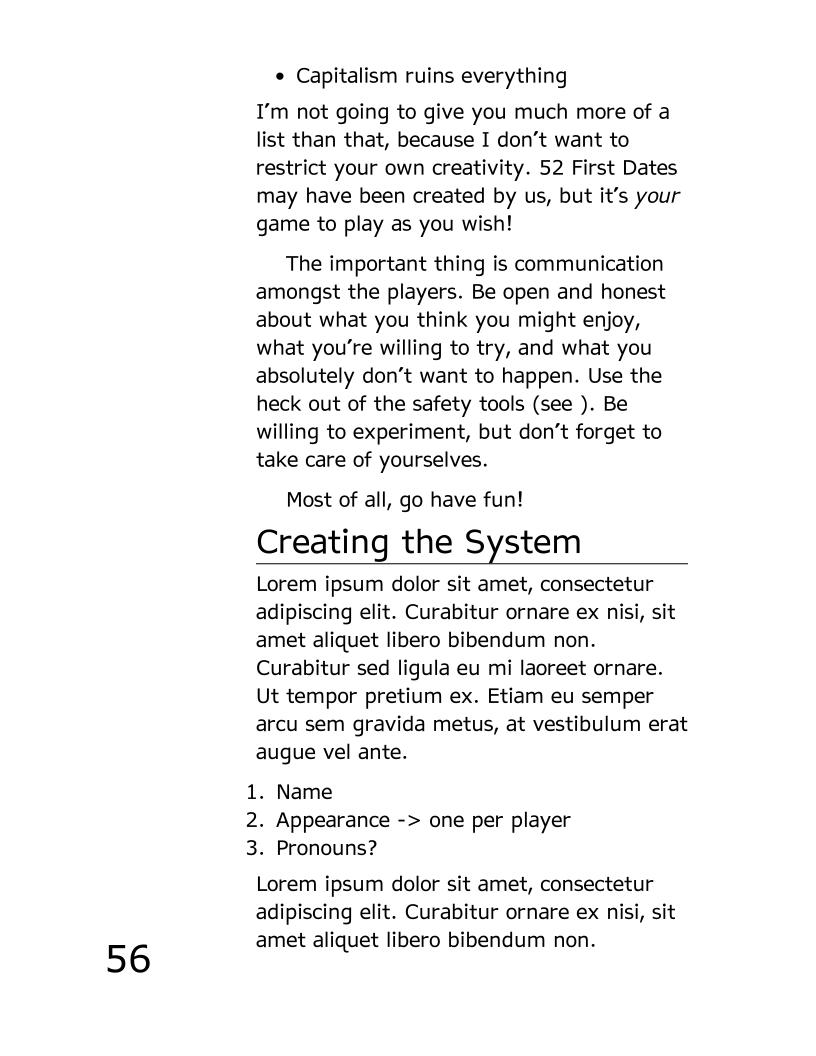 • Capitalism ruins everything
I’m not going to give you much more of a
list than that, because I don’t want to
restrict your own creativity. 52 First Dates
may have been created by us, but it’s your
game to play as you wish!
The important thing is communication
amongst the players. Be open and honest
about what you think you might enjoy,
what you’re willing to try, and what you
absolutely don’t want to happen. Use the
heck out of the safety tools (see ). Be
willing to experiment, but don’t forget to
take care of yourselves.
Most of all, go have fun!
Creating the System
Lorem ipsum dolor sit amet, consectetur
adipiscing elit. Curabitur ornare ex nisi, sit
amet aliquet libero bibendum non.
Curabitur sed ligula eu mi laoreet ornare.
Ut tempor pretium ex. Etiam eu semper
arcu sem gravida metus, at vestibulum erat
augue vel ante.
1. Name
2. Appearance -> one per player
3. Pronouns?
Lorem ipsum dolor sit amet, consectetur
adipiscing elit. Curabitur ornare ex nisi, sit
amet aliquet libero bibendum non.
56